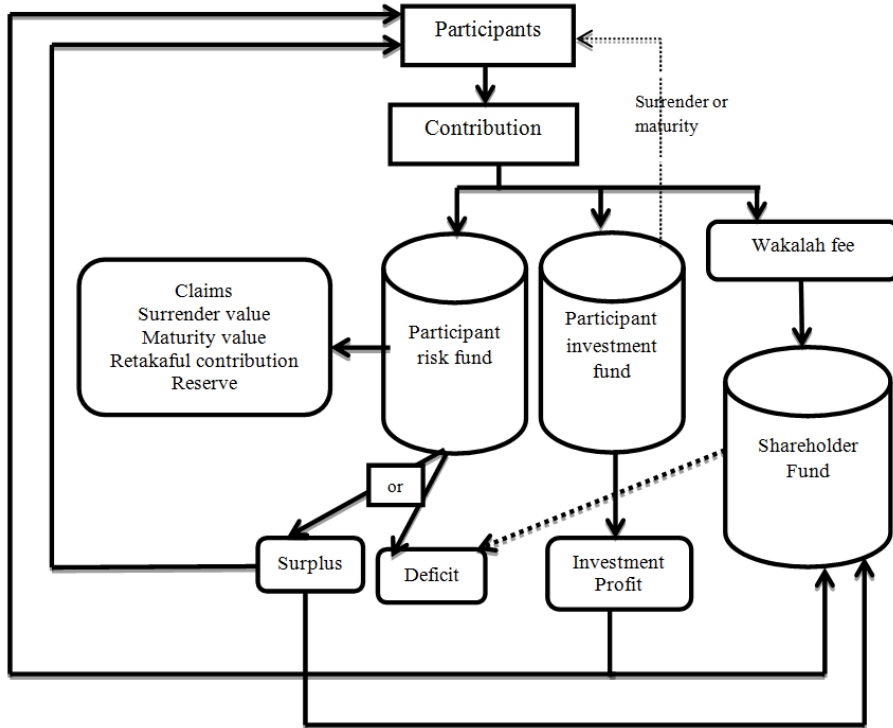 Participants
Surrender or
maturity
Contribution
Wakalah fee
Claims
Surrender value
Maturity value
Retakaful contribution
Reserve
Participant
risk fund
Participant
investment
fund
Shareholder
Fund
or
Surplus
Deficit
Investment
Profit